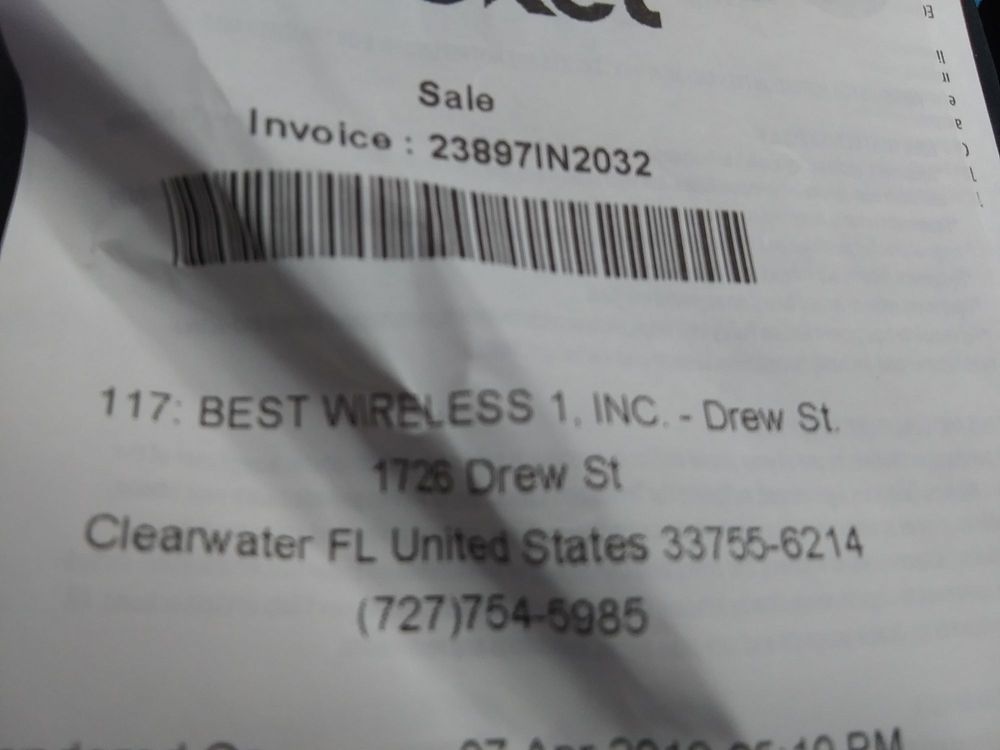 Sale
Invoice : 23897IN2032
117: BEST WIRELESS 1, INC. - Drew St.
1726 Drew St
Clearwater FL United States 33755-6214
(727)754-5985